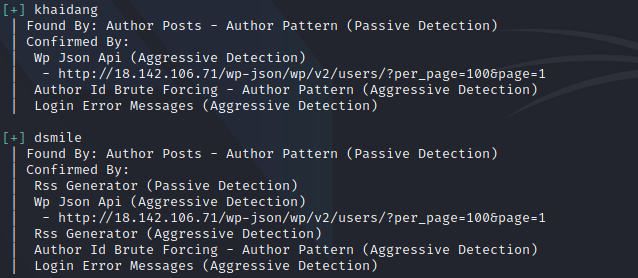 [+] khaidang
| Found By: Author Posts - Author Pattern (Passive Detection)
| Confirmed By:
|  Wp Json Api (Aggressive Detection)
|   - http://18.142.106.71/wp-json/wp/v2/users/?per_page=100&page=1
|  Author Id Brute Forcing - Author Pattern (Aggressive Detection)
|  Login Error Messages (Aggressive Detection)

[+] dsmile
| Found By: Author Posts - Author Pattern (Passive Detection)
| Confirmed By:
|  Rss Generator (Passive Detection)
|  Wp Json Api (Aggressive Detection)
|   - http://18.142.106.71/wp-json/wp/v2/users/?per_page=100&page=1
|  Rss Generator (Aggressive Detection)
|  Author Id Brute Forcing - Author Pattern (Aggressive Detection)
|  Login Error Messages (Aggressive Detection)